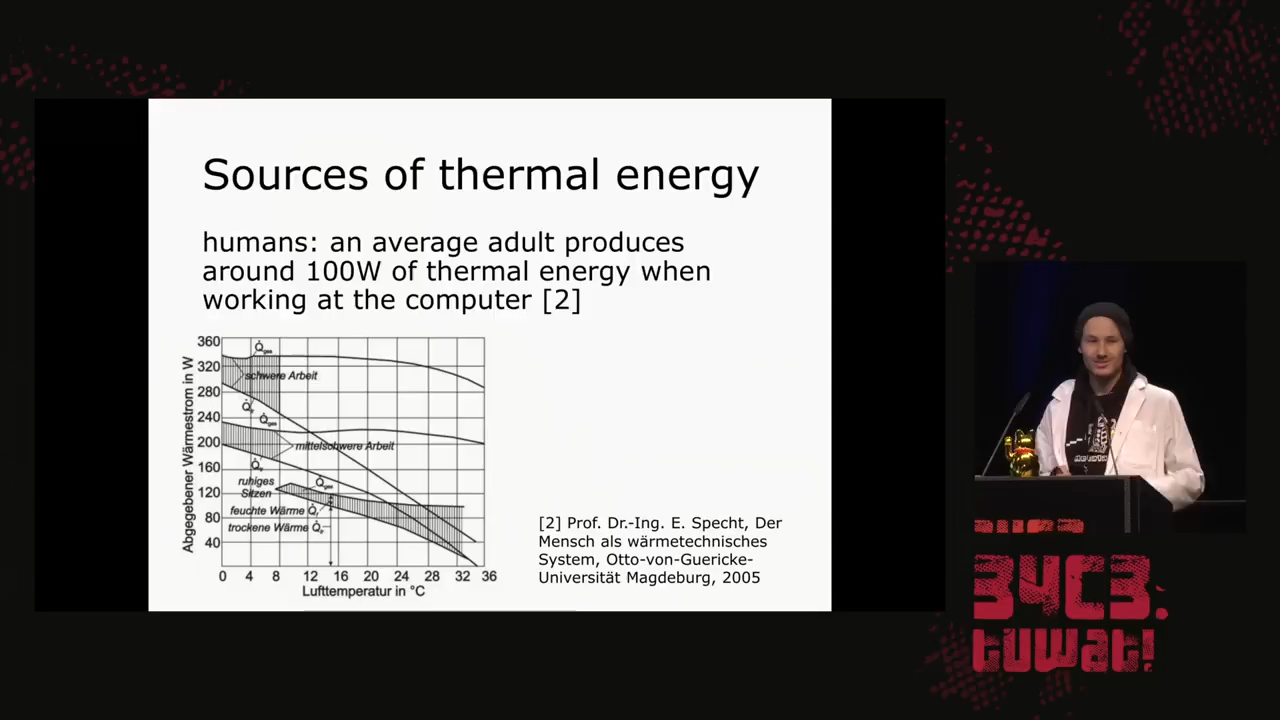 Sources of thermal energy
humans: an average adult produces
around 100W of thermal energy when
working at the computer [2]
Abgegebener Wärmestrom in W
360
320
280
240
200
160
120
80
40
Q̇ges
schwere Arbeit
Q̇ges
mittelschwere Arbeit
ruhiges
Sitzen
Q̇ges
feuchte Wärme
trockene Wärme
0 4 8 12 16 20 24 28 32 36
Lufttemperatur in °C
[2] Prof. Dr.-Ing. E. Specht, Der
Mensch als wärmetechnisches
System, Otto-von-Guericke-
Universität Magdeburg, 2005
34C3.
tuwat!